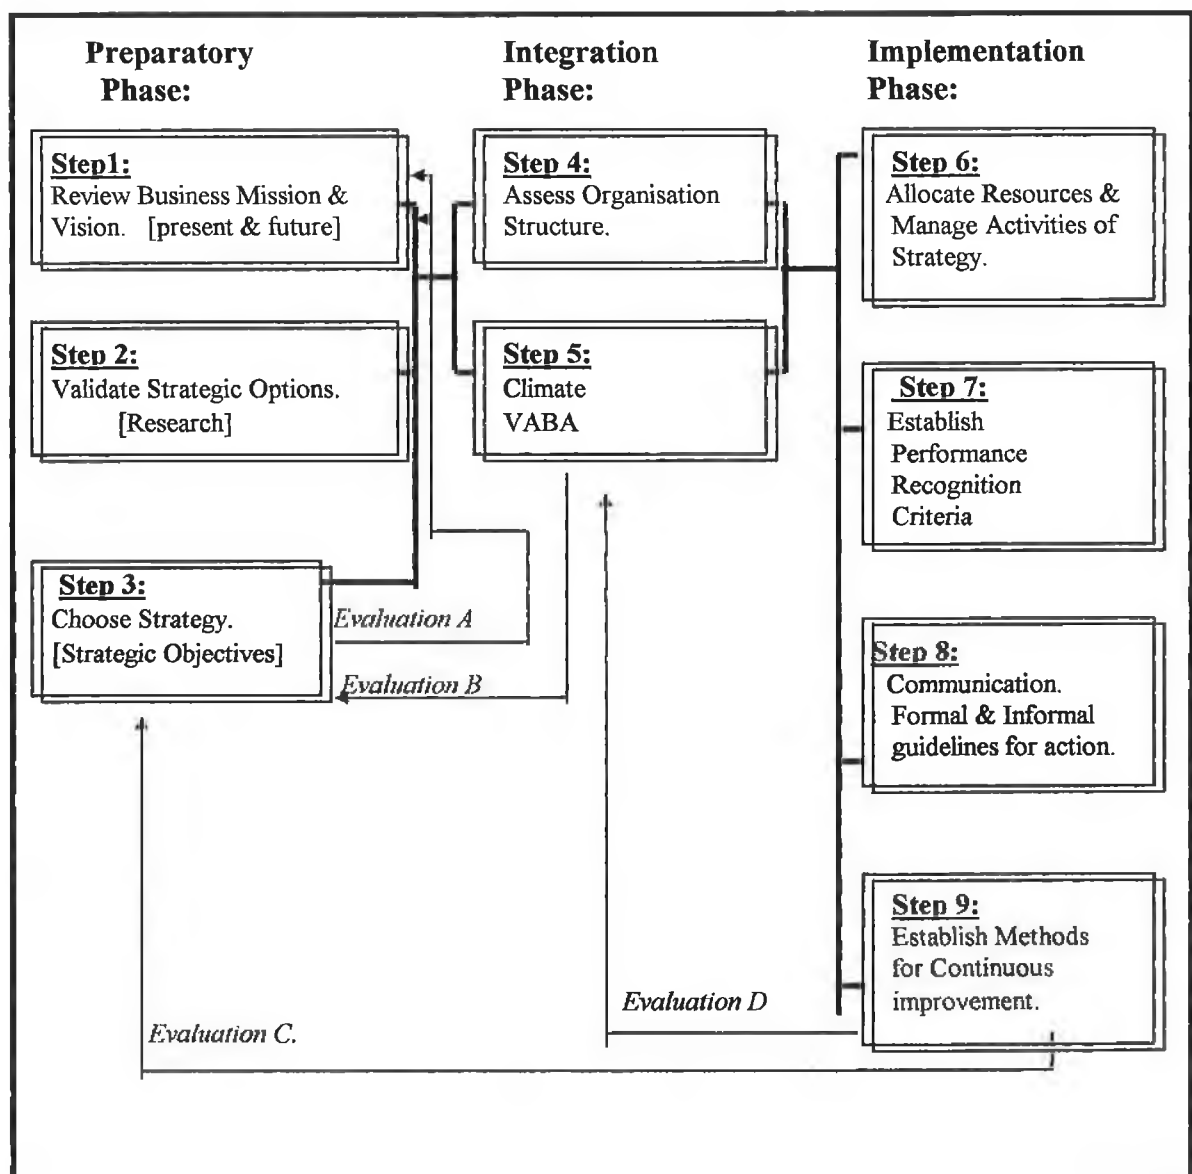 Preparatory
Phase:
Step1:
Review Business Mission &
Vision. [present & future]
Step 2:
Validate Strategic Options.
[Research]
Step 3:
Choose Strategy.
[Strategic Objectives]
Evaluation A
Evaluation B
Evaluation C.
Integration
Phase:
Step 4:
Assess Organisation
Structure.
Step 5:
Climate
VABA
Evaluation D
Implementation
Phase:
Step 6:
Allocate Resources &
Manage Activities of
Strategy.
Step 7:
Establish
Performance
Recognition
Criteria
Step 8:
Communication.
Formal & Informal
guidelines for action.
Step 9:
Establish Methods
for Continuous
improvement.